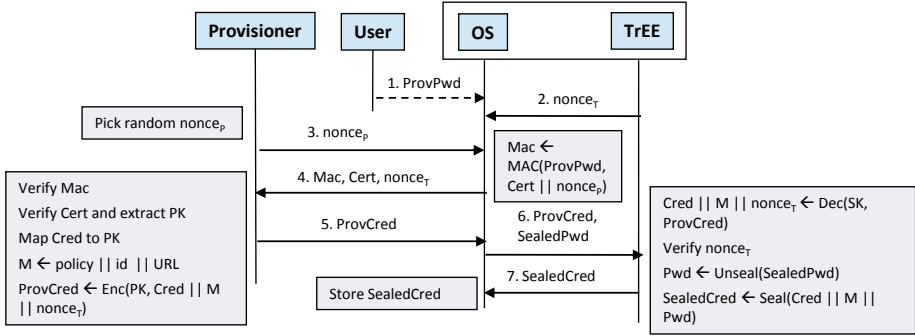 Provisioner
User
OS
TrEE
1. ProvPwd
2. nonceT
Pick random nonceP
3. nonceP
Mac ←
MAC(ProvPwd,
Cert || nonceP)
4. Mac, Cert, nonceT
Verify Mac
Verify Cert and extract PK
Map Cred to PK
M ← policy || id || URL
ProvCred ← Enc(PK, Cred || M
|| nonceT)
5. ProvCred
6. ProvCred,
SealedPwd
Cred || M || nonceT ← Dec(SK,
ProvCred)
Verify nonceT
Pwd ← Unseal(SealedPwd)
SealedCred ← Seal(Cred || M ||
Pwd)
7. SealedCred
Store SealedCred